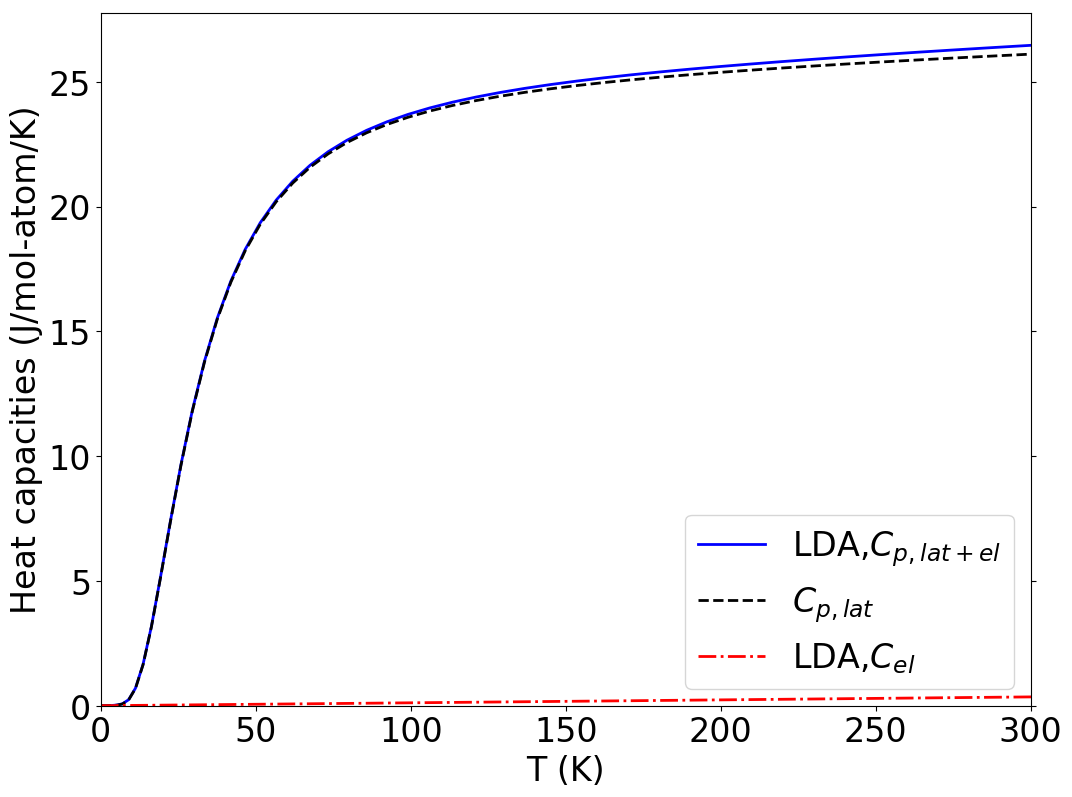 Heat capacities (J/mol-atom/K)
25
20
15
10
5
0
LDA,C_{p,lat+el}
C_{p,lat}
LDA,C_{el}
0 50 100 150 200 250 300
T (K)